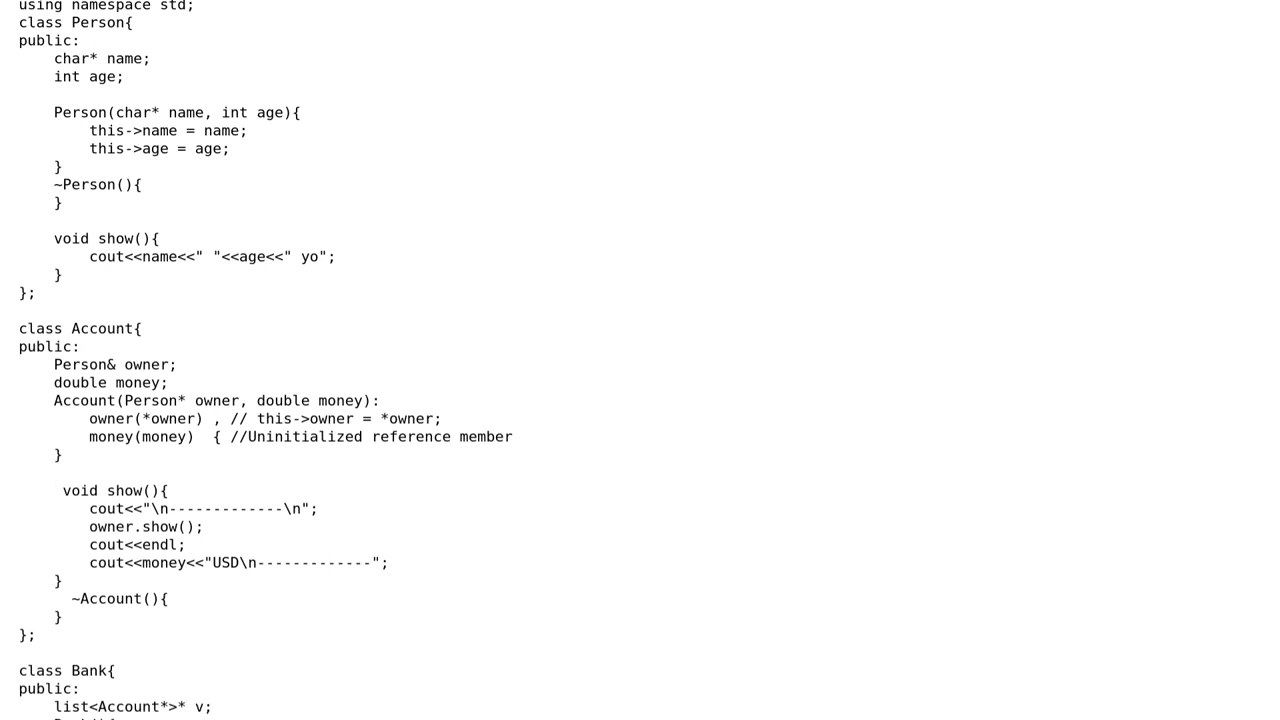 using namespace std;
class Person{
public:
    char* name;
    int age;

    Person(char* name, int age){
        this->name = name;
        this->age = age;
    }
    ~Person(){
    }

    void show(){
        cout<<name<<" "<<age<<" yo";
    }
};

class Account{
public:
    Person& owner;
    double money;
    Account(Person* owner, double money):
        owner(*owner) , // this->owner = *owner;
        money(money)  { //Uninitialized reference member
    }

     void show(){
        cout<<"\n-------------\n";
        owner.show();
        cout<<endl;
        cout<<money<<"USD\n-------------";
    }
      ~Account(){
    }
};

class Bank{
public:
    list<Account*>* v;